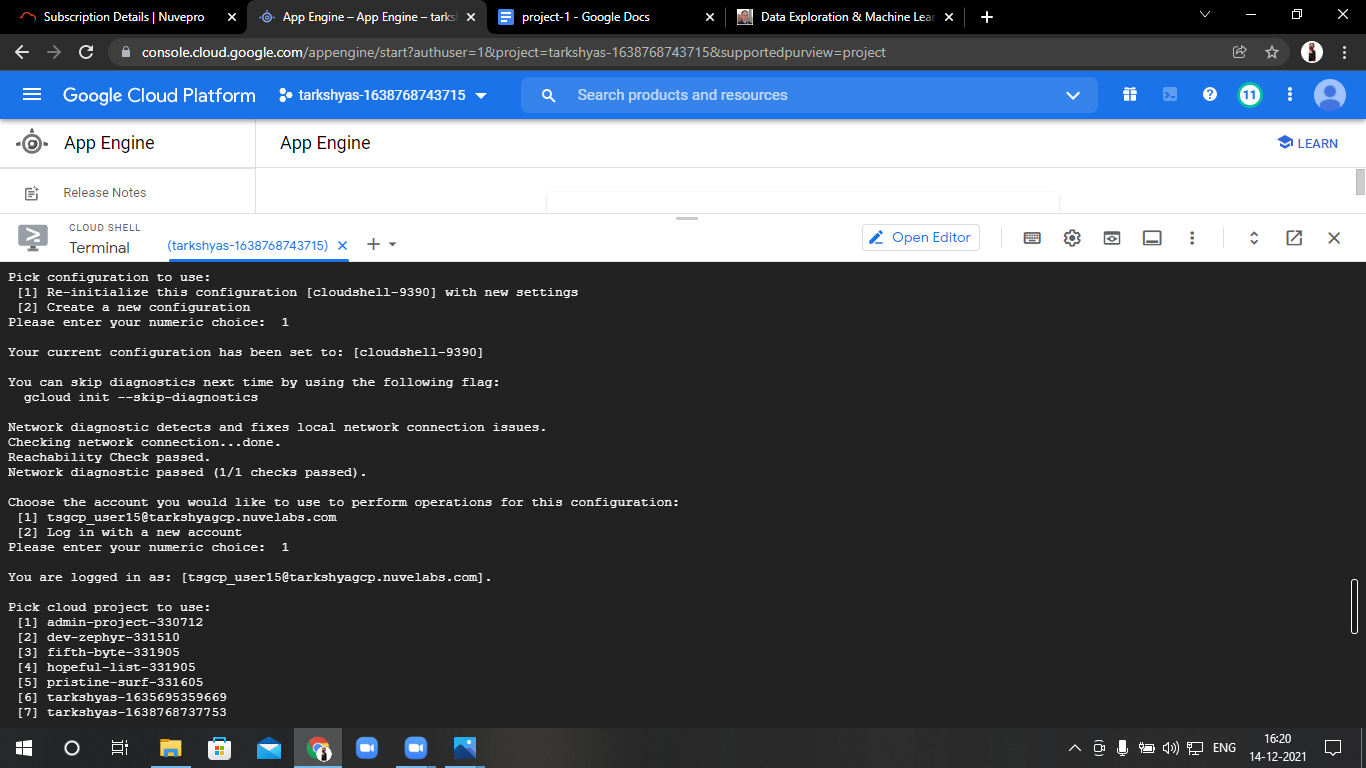 Subscription Details | Nuvepro
App Engine – App Engine – tarksh
project-1 - Google Docs
Data Exploration & Machine Lear
console.cloud.google.com/appengine/start?authuser=1&project=tarkshyas-1638768743715&supportedpurview=project
Google Cloud Platform
tarkshyas-1638768743715
Search products and resources
11
App Engine
App Engine
LEARN
Release Notes
CLOUD SHELL
Terminal
(tarkshyas-1638768743715)
Open Editor
Pick configuration to use:
[1] Re-initialize this configuration [cloudshell-9390] with new settings
[2] Create a new configuration
Please enter your numeric choice:  1
Your current configuration has been set to: [cloudshell-9390]
You can skip diagnostics next time by using the following flag:
gcloud init --skip-diagnostics
Network diagnostic detects and fixes local network connection issues.
Checking network connection...done.
Reachability Check passed.
Network diagnostic passed (1/1 checks passed).
Choose the account you would like to use to perform operations for this configuration:
[1] tsgcp_user15@tarkshyagcp.nuvelabs.com
[2] Log in with a new account
Please enter your numeric choice:  1
You are logged in as: [tsgcp_user15@tarkshyagcp.nuvelabs.com].
Pick cloud project to use:
[1] admin-project-330712
[2] dev-zephyr-331510
[3] fifth-byte-331905
[4] hopeful-list-331905
[5] pristine-surf-331605
[6] tarkshyas-1635695359669
[7] tarkshyas-1638768737753
ENG
16:20
14-12-2021